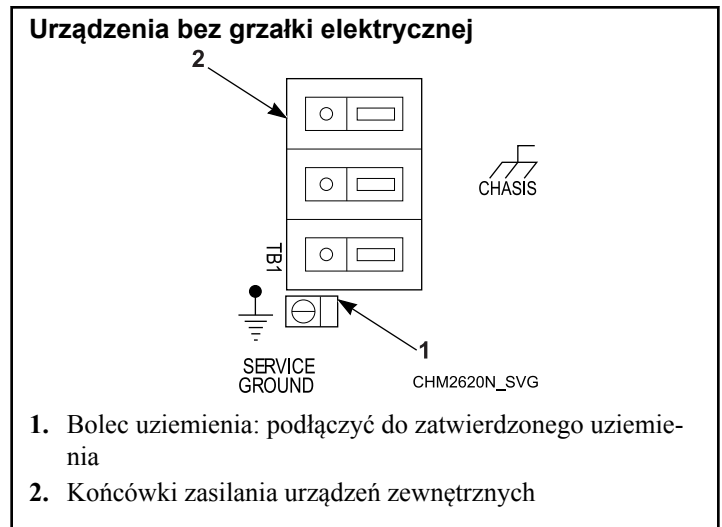 Urządzenia bez grzałki elektrycznej
2
CHASIS
TB1
1
SERVICE
GROUND
CHM2620N_SVG
1. Bolec uziemienia: podłączyć do zatwierdzonego uziemie-
nia
2. Końcówki zasilania urządzeń zewnętrznych